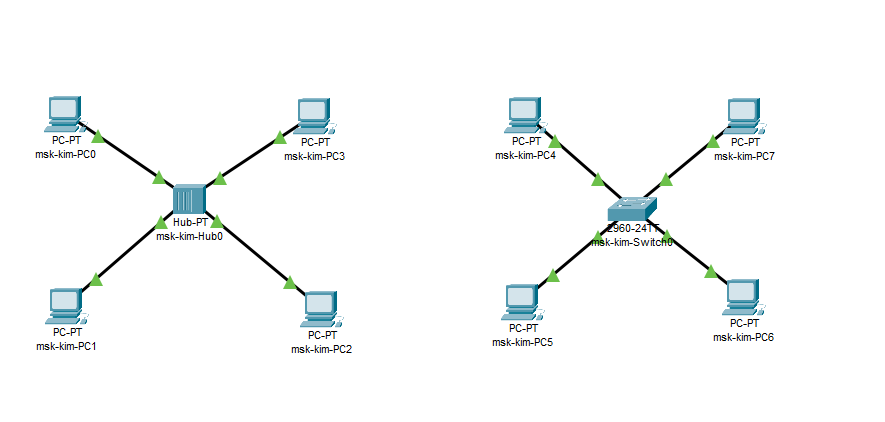 PC-PT
msk-kim-PC0
PC-PT
msk-kim-PC3
Hub-PT
msk-kim-Hub0
PC-PT
msk-kim-PC1
PC-PT
msk-kim-PC2
PC-PT
msk-kim-PC4
PC-PT
msk-kim-PC7
2960-24TT
msk-kim-Switch0
PC-PT
msk-kim-PC5
PC-PT
msk-kim-PC6